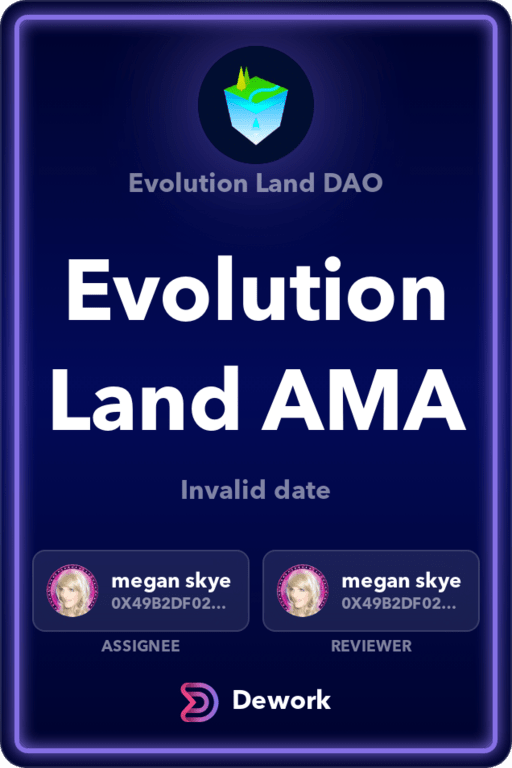 Evolution Land DAO
Evolution
Land AMA
Invalid date
megan skye
0X49B2DF02...
ASSIGNEE
megan skye
0X49B2DF02...
REVIEWER
Dework